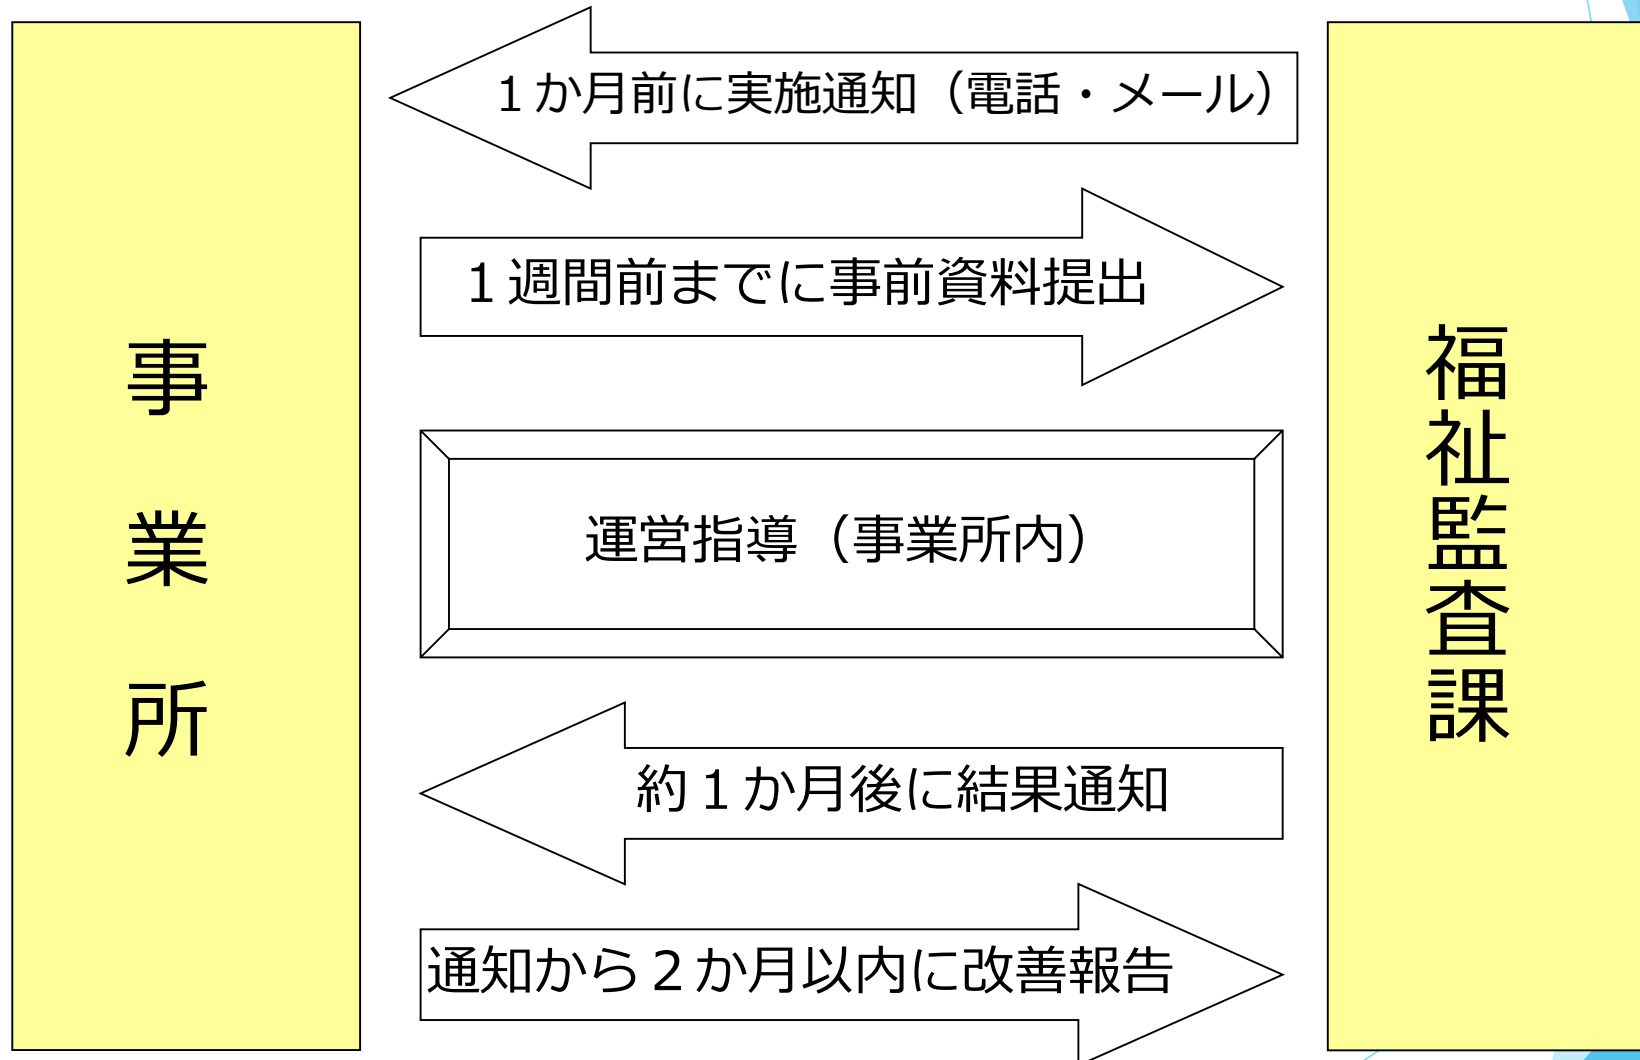 １か月前に実施通知（電話・メール）
１週間前までに事前資料提出
事業所
運営指導（事業所内）
福祉監査課
約１か月後に結果通知
通知から２か月以内に改善報告